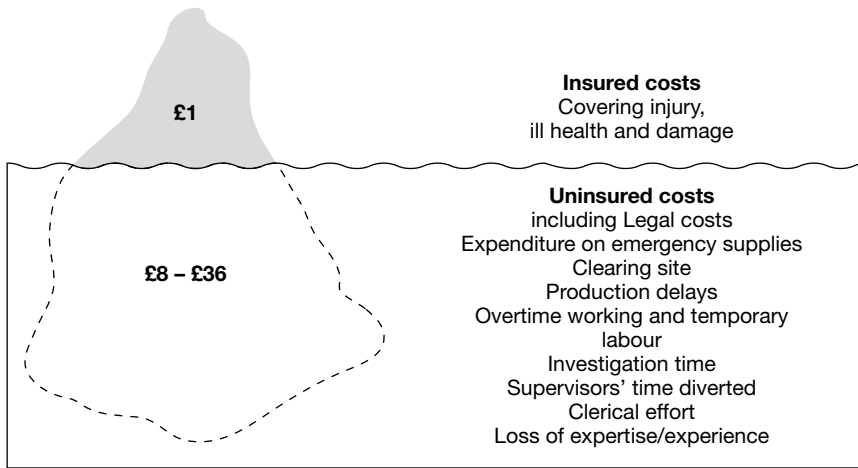 £1
Insured costs
Covering injury,
ill health and damage
£8 – £36
Uninsured costs
including Legal costs
Expenditure on emergency supplies
Clearing site
Production delays
Overtime working and temporary
labour
Investigation time
Supervisors’ time diverted
Clerical effort
Loss of expertise/experience